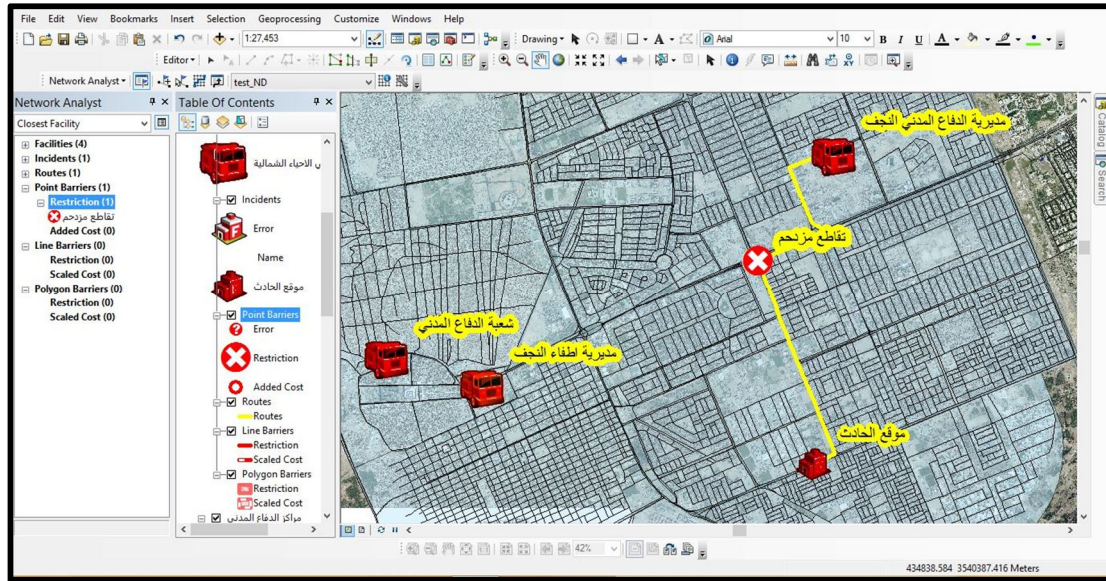 File Edit View Bookmarks Insert Selection Geoprocessing Customize Windows Help
1:27,453 Drawing Arial 10 B I U A
Editor
Network Analyst test_ND
Network Analyst
Closest Facility
Facilities (4)
Incidents (1)
Routes (1)
Point Barriers (1)
Restriction (1)
تقاطع مزدحم
Added Cost (0)
Line Barriers (0)
Restriction (0)
Scaled Cost (0)
Polygon Barriers (0)
Restriction (0)
Scaled Cost (0)
Table Of Contents
الاحياء الشمالية
Incidents
Error
Name
موقع الحادث
Point Barriers
Error
Restriction
Added Cost
Routes
Routes
Line Barriers
Restriction
Scaled Cost
Polygon Barriers
Restriction
Scaled Cost
مراكز الدفاع المدني
مديرية الدفاع المدني النجف
تقاطع مزدحم
شعبة الدفاع المدني
مديرية اطفاء النجف
موقع الحادث
Catalog
Search
42%
434838.584 3540387.416 Meters